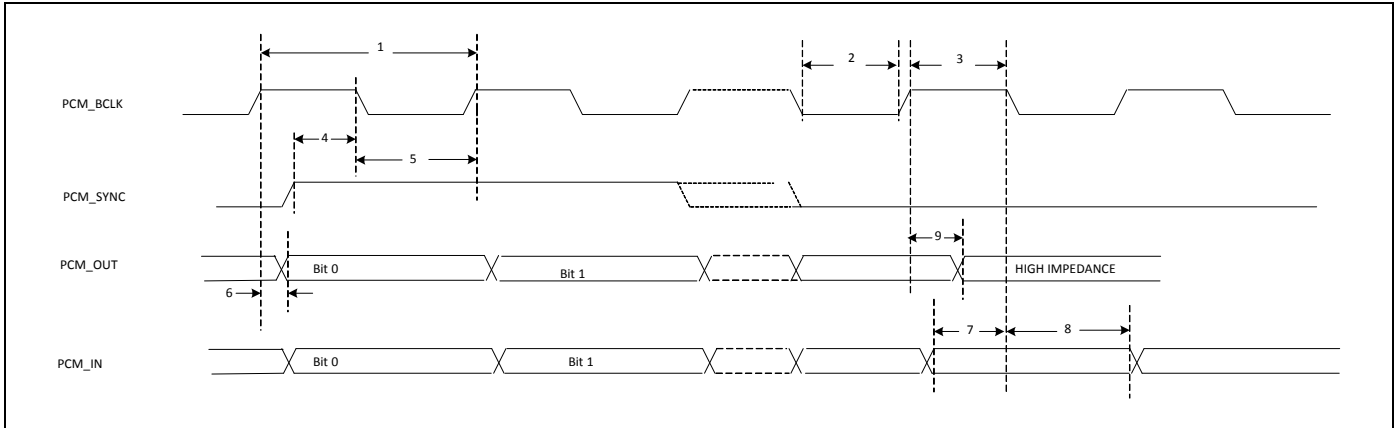 1
2
3
PCM_BCLK
4
5
PCM_SYNC
9
PCM_OUT
Bit 0
Bit 1
HIGH IMPEDANCE
6
7
8
PCM_IN
Bit 0
Bit 1